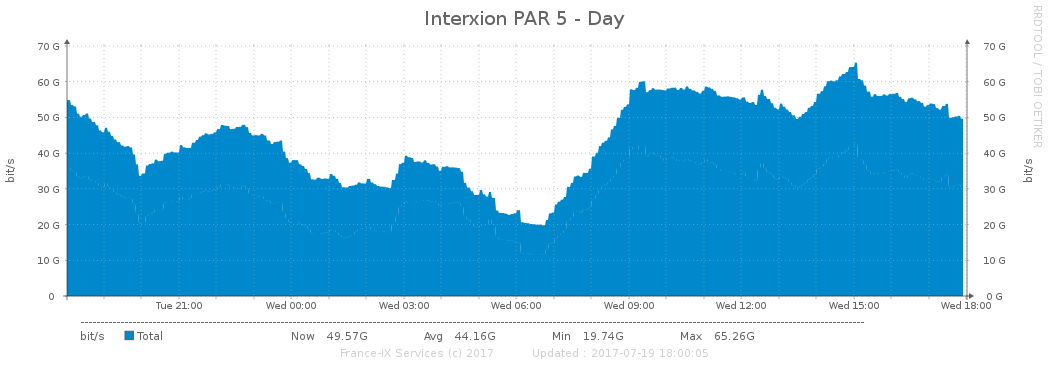 Interxion PAR 5 - Day
RRDTOOL / TOBI OETIKER
bit/s
bit/s
70 G 70 G
60 G 60 G
50 G 50 G
40 G 40 G
30 G 30 G
20 G 20 G
10 G 10 G
0 0 G
Tue 21:00 Wed 00:00 Wed 03:00 Wed 06:00 Wed 09:00 Wed 12:00 Wed 15:00 Wed 18:00
bit/s Total Now 49.57G Avg 44.16G Min 19.74G Max 65.26G
France-IX Services (c) 2017 Updated : 2017-07-19 18:00:05